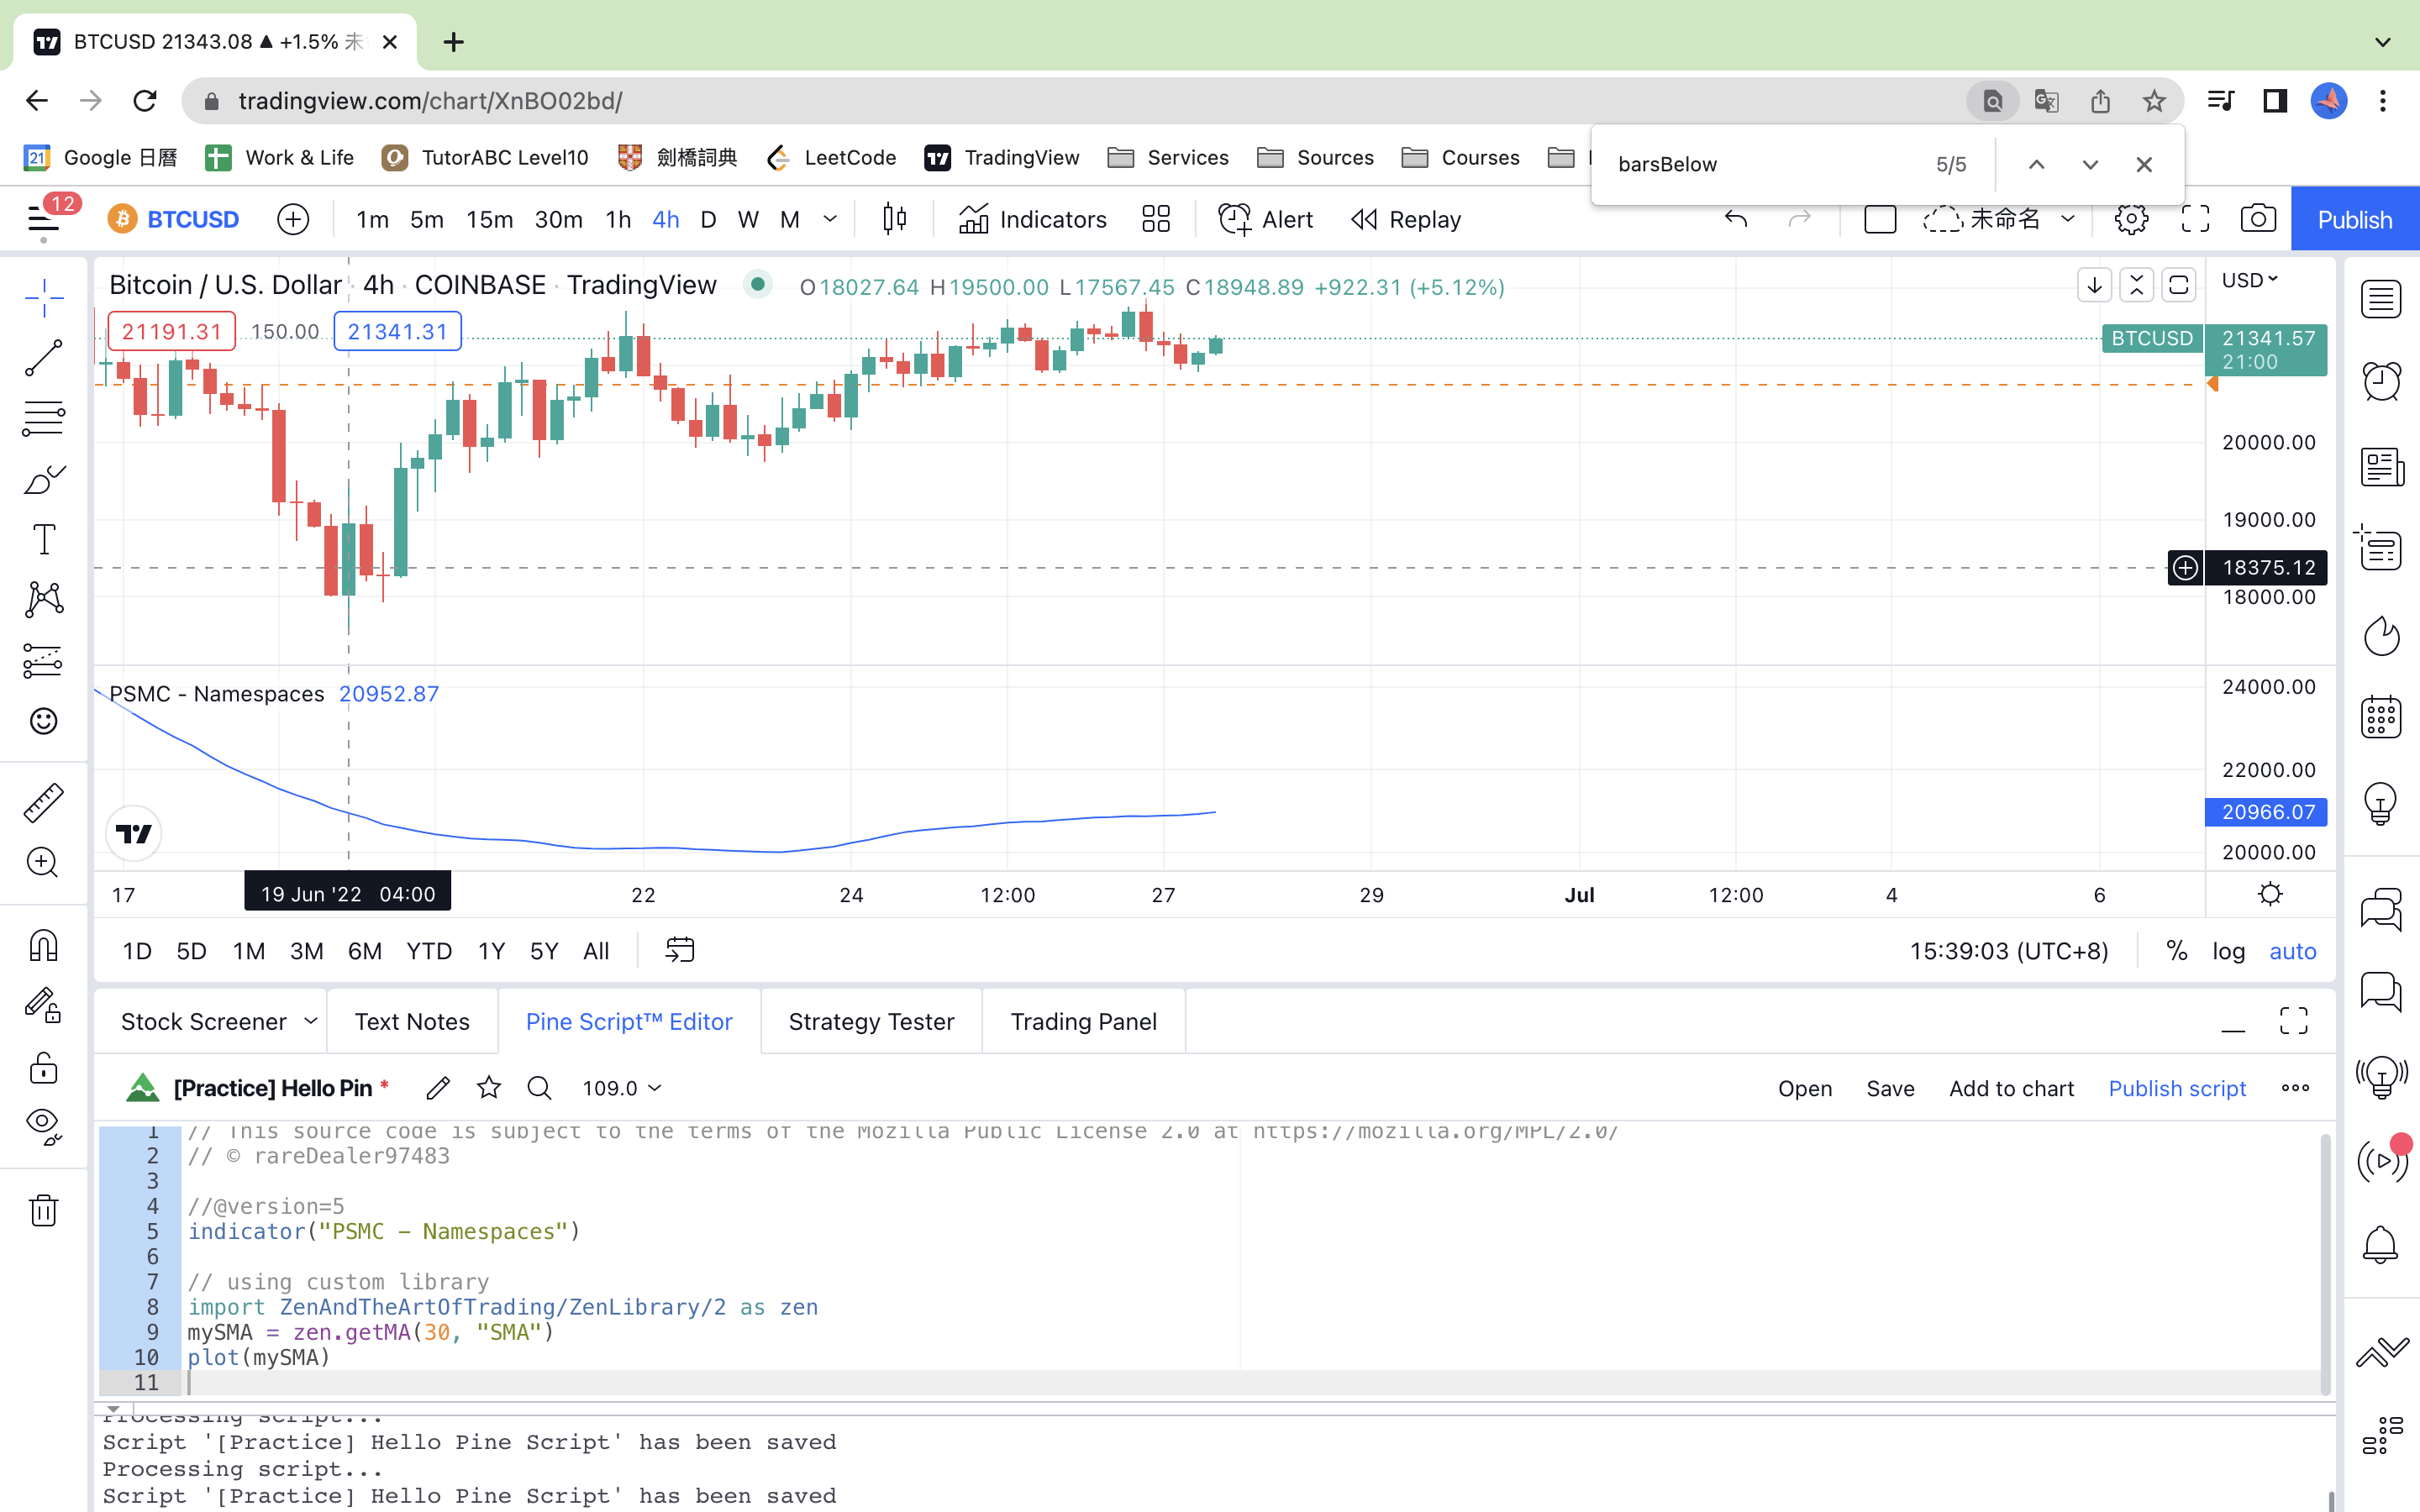 BTCUSD 21343.08 ▲ +1.5% 未
tradingview.com/chart/XnBO02bd/
21 Google 日曆 Work & Life TutorABC Level10 劍橋詞典 LeetCode TradingView Services Sources Courses
barsBelow 5/5
12 BTCUSD 1m 5m 15m 30m 1h 4h D W M Indicators Alert Replay 未命名 Publish
Bitcoin / U.S. Dollar · 4h · COINBASE · TradingView O18027.64 H19500.00 L17567.45 C18948.89 +922.31 (+5.12%) USD
21191.31 150.00 21341.31
BTCUSD 21341.57
21:00
20000.00
19000.00
18375.12
18000.00
PSMC - Namespaces 20952.87
24000.00
22000.00
20966.07
20000.00
17 19 Jun '22 04:00 22 24 12:00 27 29 Jul 12:00 4 6
1D 5D 1M 3M 6M YTD 1Y 5Y All 15:39:03 (UTC+8) % log auto
Stock Screener Text Notes Pine Script™ Editor Strategy Tester Trading Panel
[Practice] Hello Pin * 109.0 Open Save Add to chart Publish script
1 // This source code is subject to the terms of the Mozilla Public License 2.0 at https://mozilla.org/MPL/2.0/
2 // © rareDealer97483
3
4 //@version=5
5 indicator("PSMC - Namespaces")
6
7 // using custom library
8 import ZenAndTheArtOfTrading/ZenLibrary/2 as zen
9 mySMA = zen.getMA(30, "SMA")
10 plot(mySMA)
11
Processing script...
Script '[Practice] Hello Pine Script' has been saved
Processing script...
Script '[Practice] Hello Pine Script' has been saved